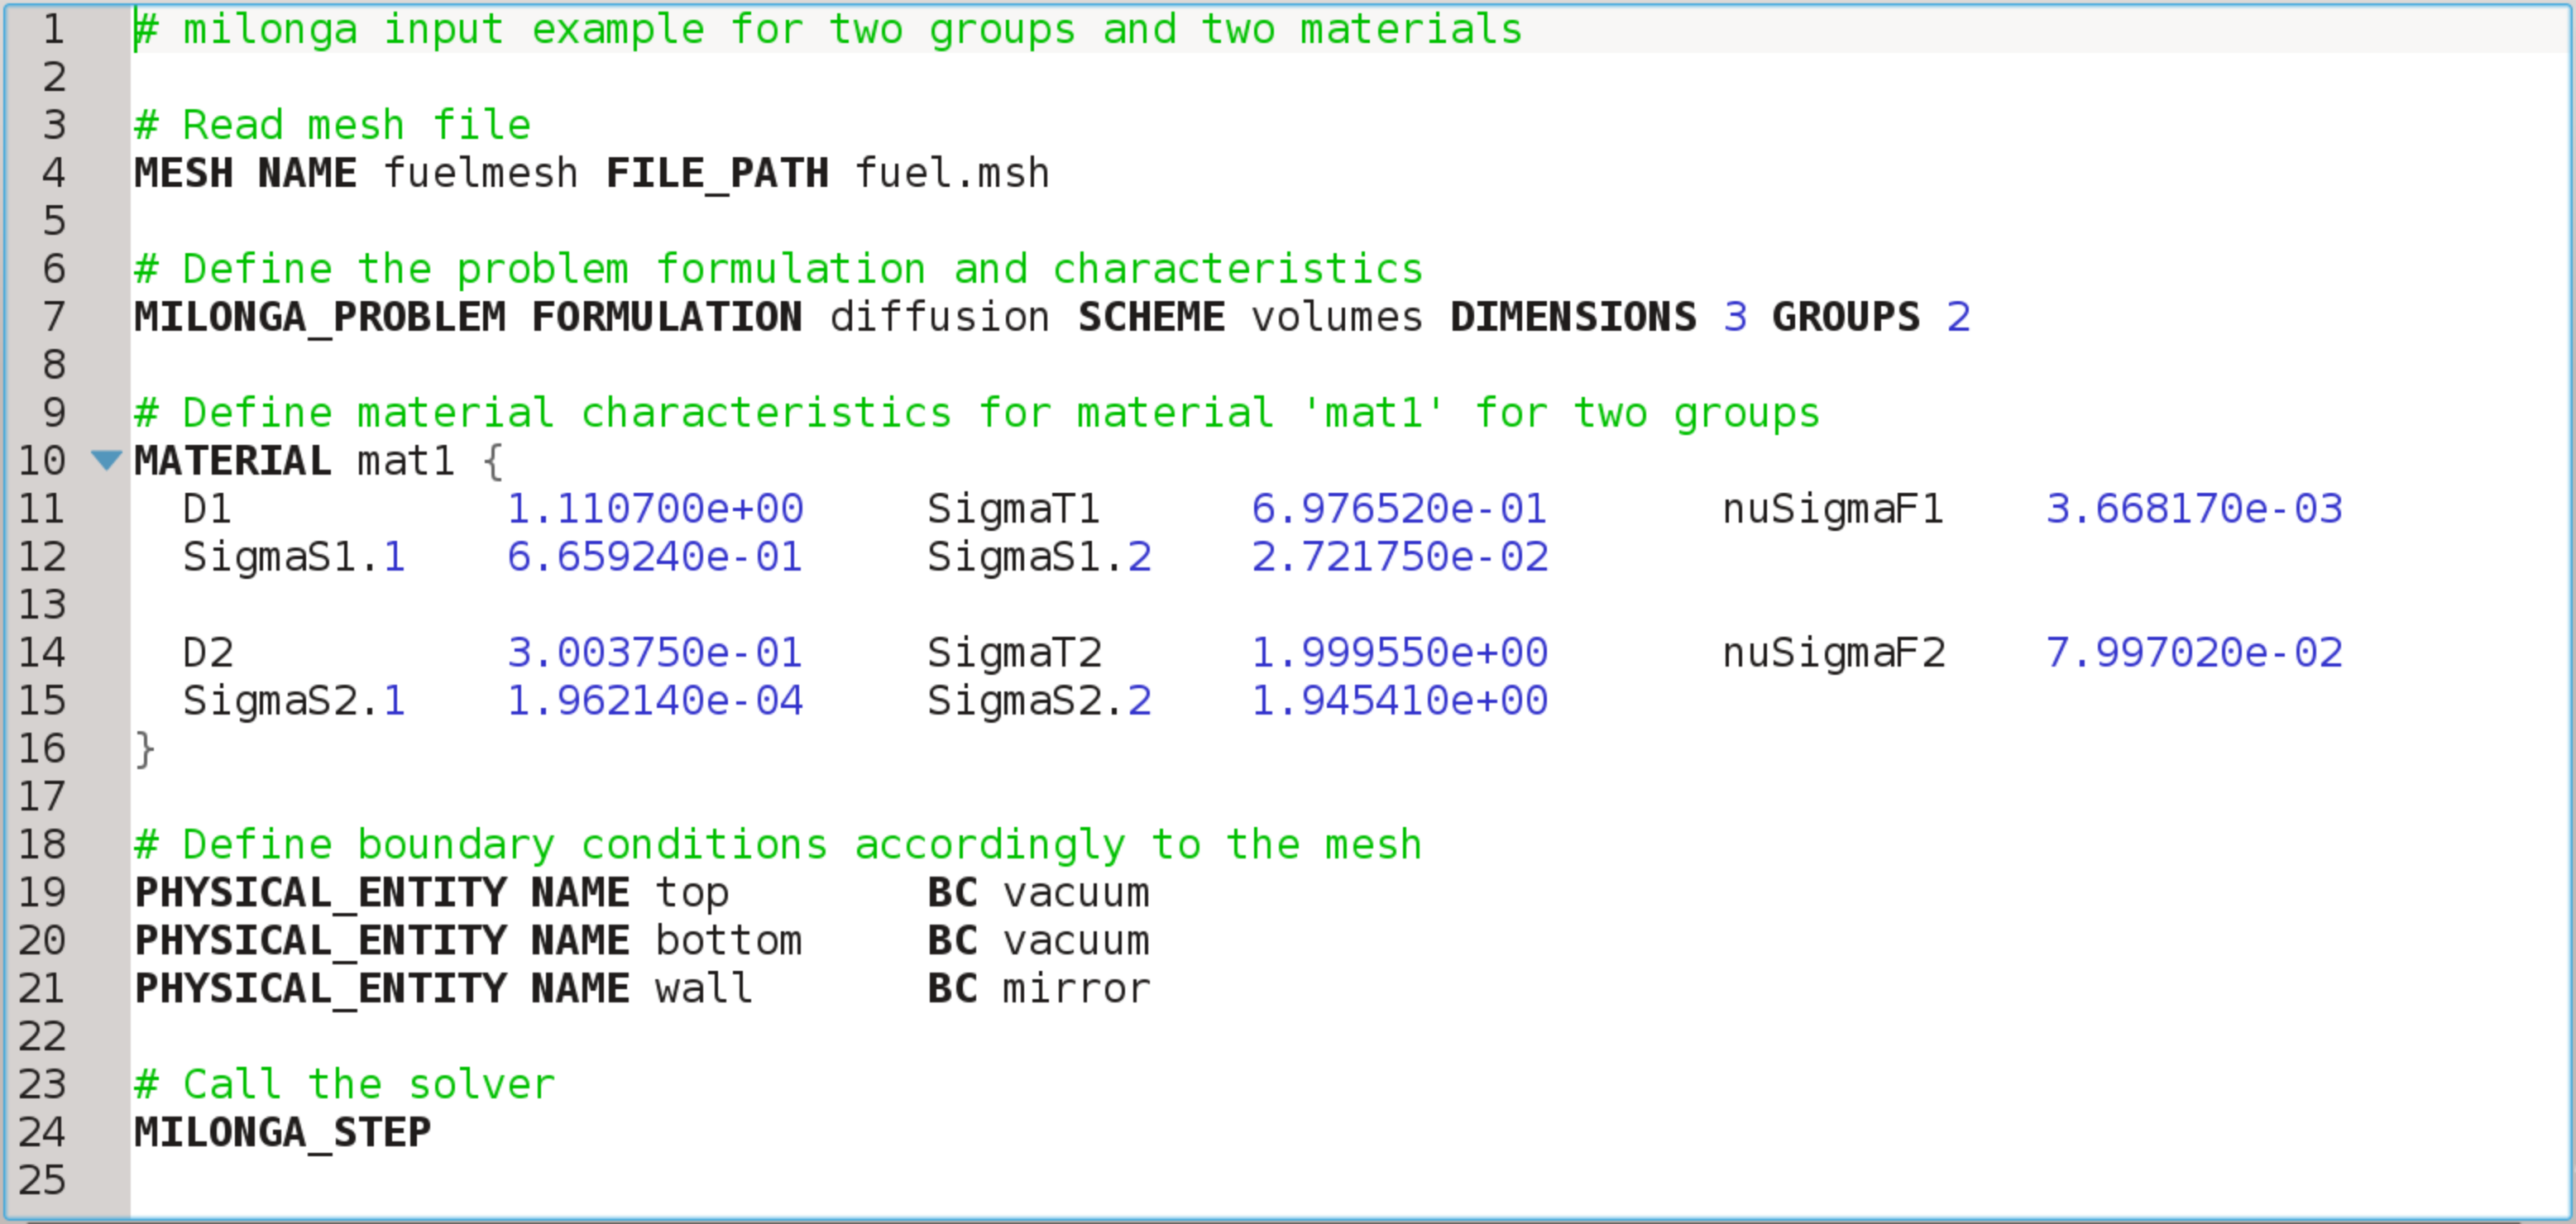 1 # milonga input example for two groups and two materials
2
3 # Read mesh file
4 MESH NAME fuelmesh FILE_PATH fuel.msh
5
6 # Define the problem formulation and characteristics
7 MILONGA_PROBLEM FORMULATION diffusion SCHEME volumes DIMENSIONS 3 GROUPS 2
8
9 # Define material characteristics for material 'mat1' for two groups
10 MATERIAL mat1 {
11 D1 1.110700e+00 SigmaT1 6.976520e-01 nuSigmaF1 3.668170e-03
12 SigmaS1.1 6.659240e-01 SigmaS1.2 2.721750e-02
13
14 D2 3.003750e-01 SigmaT2 1.999550e+00 nuSigmaF2 7.997020e-02
15 SigmaS2.1 1.962140e-04 SigmaS2.2 1.945410e+00
16 }
17
18 # Define boundary conditions accordingly to the mesh
19 PHYSICAL_ENTITY NAME top BC vacuum
20 PHYSICAL_ENTITY NAME bottom BC vacuum
21 PHYSICAL_ENTITY NAME wall BC mirror
22
23 # Call the solver
24 MILONGA_STEP
25